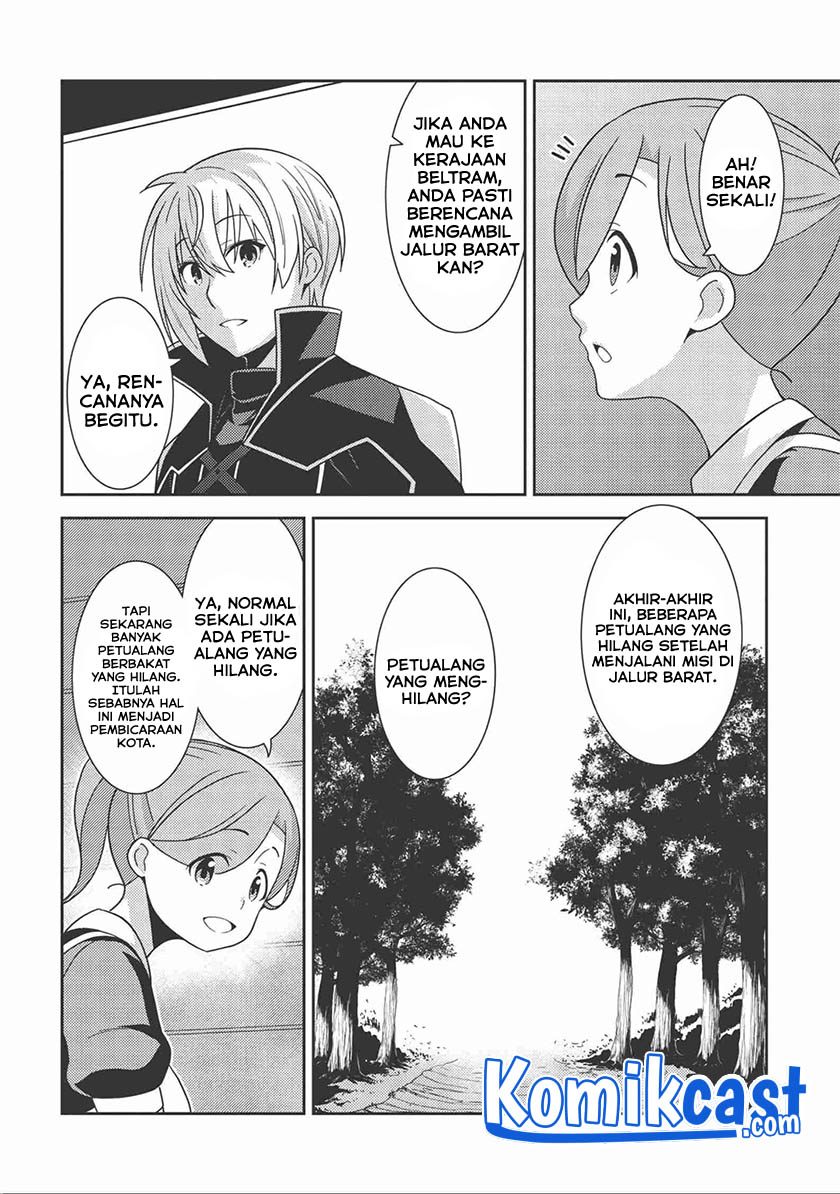 AH!
BENAR
SEKALI!
JIKA ANDA
MAU KE
KERAJAAN
BELTRAM,
ANDA PASTI
BERENCANA
MENGAMBIL
JALUR BARAT
KAN?
YA, REN-
CANANYA
BEGITU.
AKHIR-AKHIR
INI, BEBERAPA
PETUALANG YANG
HILANG SETELAH
MENJALANI MISI DI
JALUR BARAT.
PETUALANG
YANG MENG-
HILANG?
YA, NORMAL
SEKALI JIKA
ADA PETU-
ALANG YANG
HILANG.
TAPI
SEKARANG
BANYAK
PETUALANG
BERBAKAT
YANG HILANG.
ITULAH
SEBABNYA HAL
INI MENJADI
PEMBICARAAN
KOTA.
Komikcast
.com